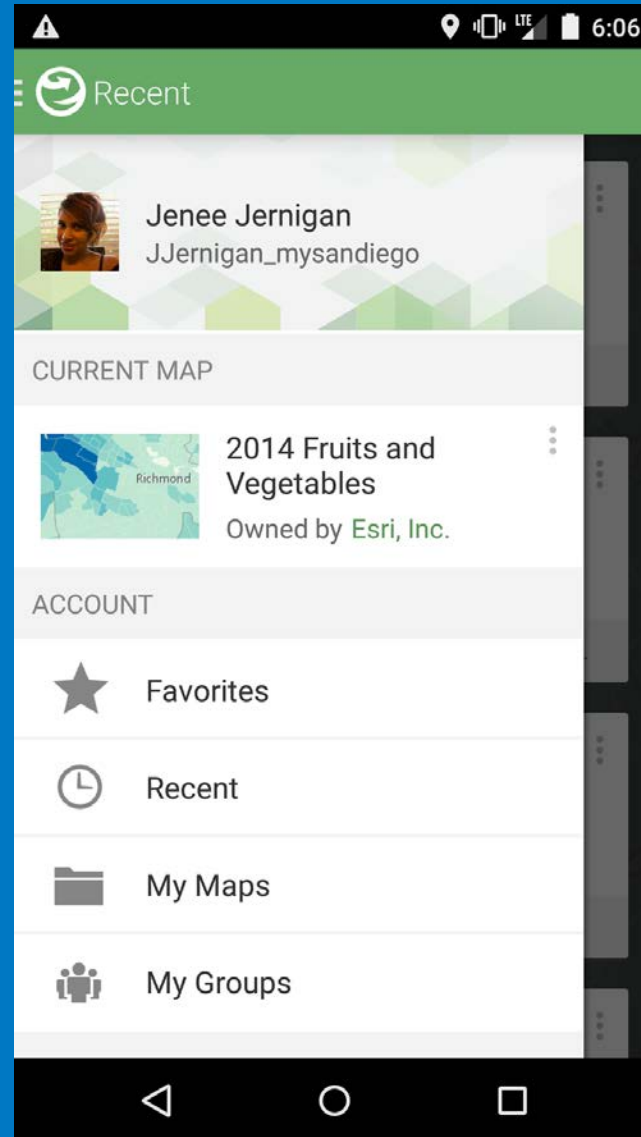 LTE 6:06
Recent
Jenee Jernigan
JJernigan_mysandiego
CURRENT MAP
Richmond
2014 Fruits and
Vegetables
Owned by Esri, Inc.
ACCOUNT
Favorites
Recent
My Maps
My Groups